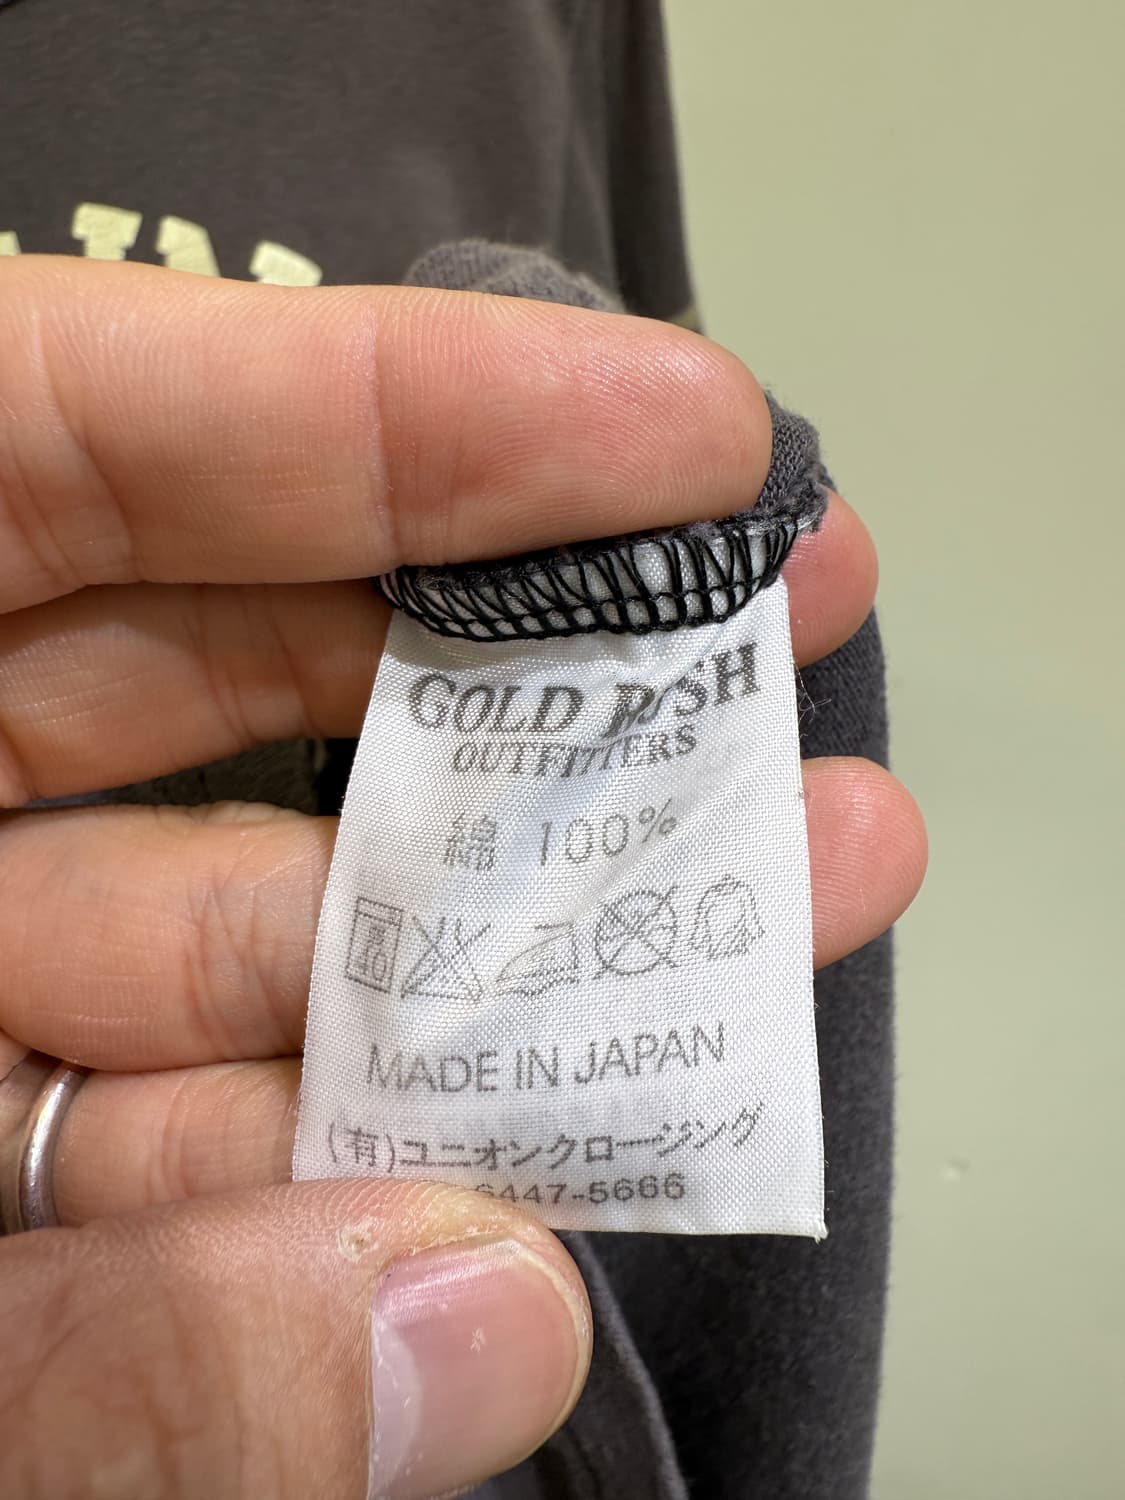 GOLD RUSH
OUTFITTERS
綿 100%
40
MADE IN JAPAN
(有)ユニオンクロージング
6447-5666